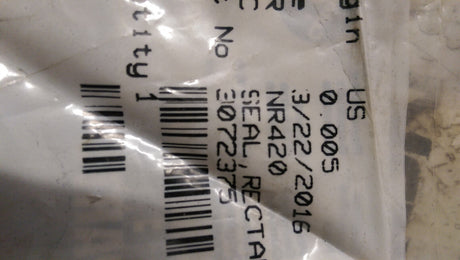 gin US
0.005
E 3/22/2016
R NR420
C SEAL, RECTA
No 3072375
tity 1